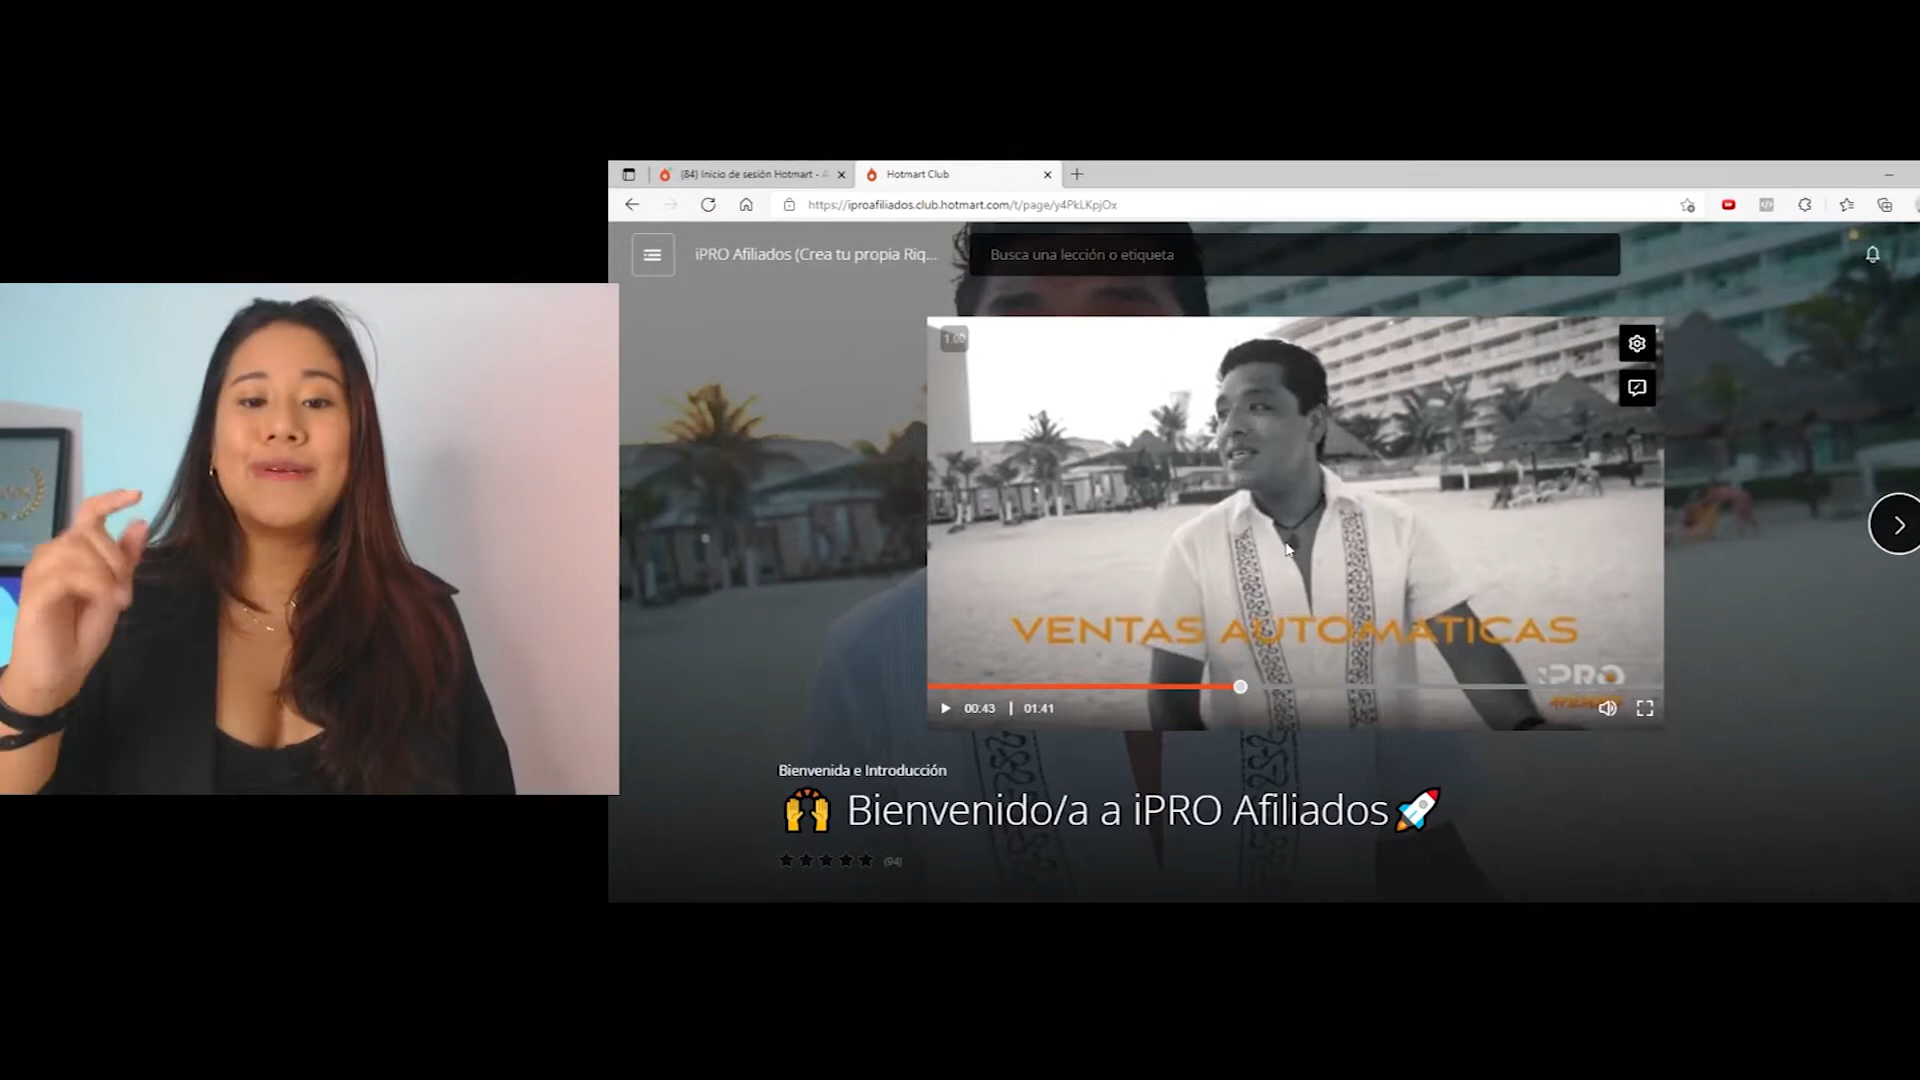 (84) Inicio de sesión Hotmart -
Hotmart Club
https://iproafiliados.club.hotmart.com/t/page/y4PkLKpjOx
iPRO Afiliados (Crea tu propia Riq...
Busca una lección o etiqueta
1.00
VENTAS AUTOMATICAS
iPRO
00:43 | 01:41
Bienvenida e Introducción
🙌 Bienvenido/a a iPRO Afiliados🚀
(94)